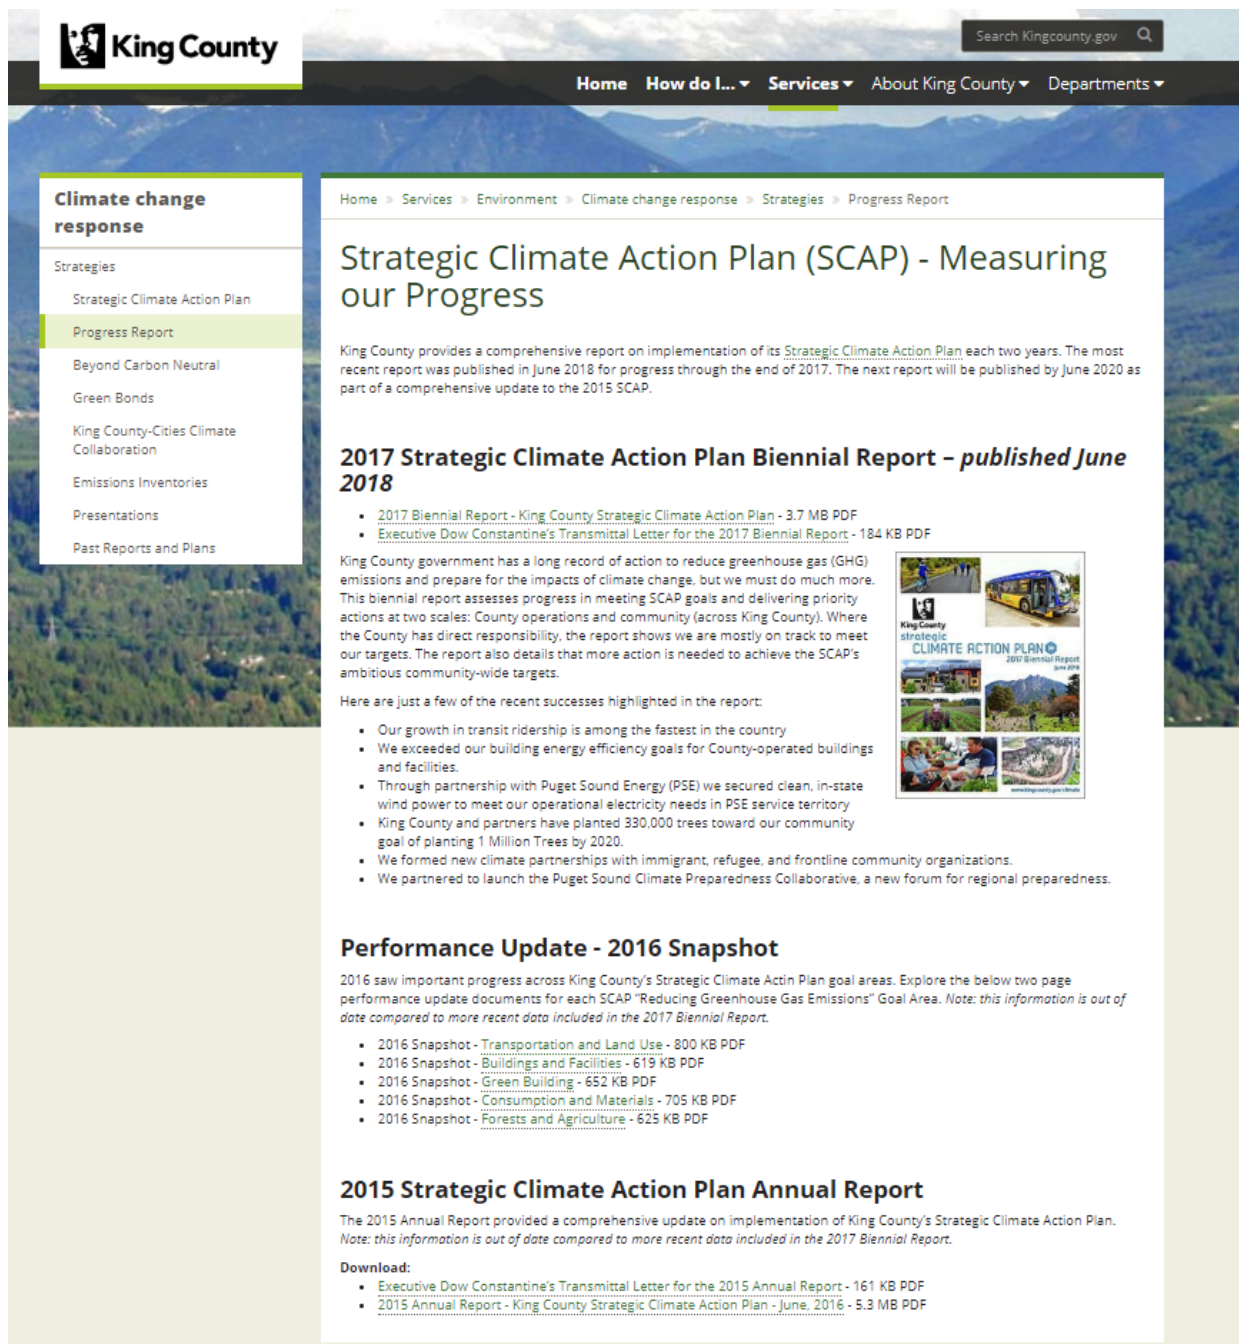 King County
Search Kingcounty.gov
Home How do I... Services About King County Departments
Climate change
response
Strategies
Strategic Climate Action Plan
Progress Report
Beyond Carbon Neutral
Green Bonds
King County-Cities Climate
Collaboration
Emissions Inventories
Presentations
Past Reports and Plans
Home » Services » Environment » Climate change response » Strategies » Progress Report
Strategic Climate Action Plan (SCAP) - Measuring
our Progress
King County provides a comprehensive report on implementation of its Strategic Climate Action Plan each two years. The most
recent report was published in June 2018 for progress through the end of 2017. The next report will be published by June 2020 as
part of a comprehensive update to the 2015 SCAP.
2017 Strategic Climate Action Plan Biennial Report – published June
2018
• 2017 Biennial Report - King County Strategic Climate Action Plan - 3.7 MB PDF
• Executive Dow Constantine's Transmittal Letter for the 2017 Biennial Report - 184 KB PDF
King County government has a long record of action to reduce greenhouse gas (GHG)
emissions and prepare for the impacts of climate change, but we must do much more.
This biennial report assesses progress in meeting SCAP goals and delivering priority
actions at two scales: County operations and community (across King County). Where
the County has direct responsibility, the report shows we are mostly on track to meet
our targets. The report also details that more action is needed to achieve the SCAP's
ambitious community-wide targets.
King County
strategic
CLIMATE ACTION PLAN
2017 Biennial Report
June 2018
www.kingcounty.gov/climate
Here are just a few of the recent successes highlighted in the report:
• Our growth in transit ridership is among the fastest in the country
• We exceeded our building energy efficiency goals for County-operated buildings
and facilities.
• Through partnership with Puget Sound Energy (PSE) we secured clean, in-state
wind power to meet our operational electricity needs in PSE service territory
• King County and partners have planted 330,000 trees toward our community
goal of planting 1 Million Trees by 2020.
• We formed new climate partnerships with immigrant, refugee, and frontline community organizations.
• We partnered to launch the Puget Sound Climate Preparedness Collaborative, a new forum for regional preparedness.
Performance Update - 2016 Snapshot
2016 saw important progress across King County's Strategic Climate Actin Plan goal areas. Explore the below two page
performance update documents for each SCAP "Reducing Greenhouse Gas Emissions" Goal Area. Note: this information is out of
date compared to more recent data included in the 2017 Biennial Report.
• 2016 Snapshot - Transportation and Land Use - 800 KB PDF
• 2016 Snapshot - Buildings and Facilities - 619 KB PDF
• 2016 Snapshot - Green Building - 652 KB PDF
• 2016 Snapshot - Consumption and Materials - 705 KB PDF
• 2016 Snapshot - Forests and Agriculture - 625 KB PDF
2015 Strategic Climate Action Plan Annual Report
The 2015 Annual Report provided a comprehensive update on implementation of King County's Strategic Climate Action Plan.
Note: this information is out of date compared to more recent data included in the 2017 Biennial Report.
Download:
• Executive Dow Constantine's Transmittal Letter for the 2015 Annual Report - 161 KB PDF
• 2015 Annual Report - King County Strategic Climate Action Plan - June, 2016 - 5.3 MB PDF